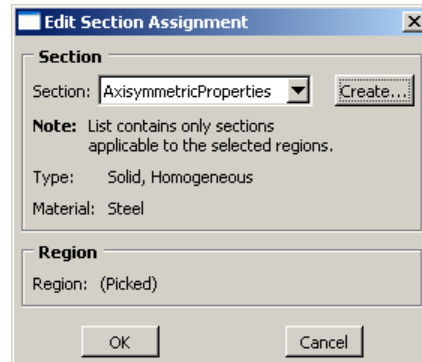 Edit Section Assignment
Section
Section: AxisymmetricProperties Create...
Note: List contains only sections
applicable to the selected regions.
Type: Solid, Homogeneous
Material: Steel
Region
Region: (Picked)
OK Cancel